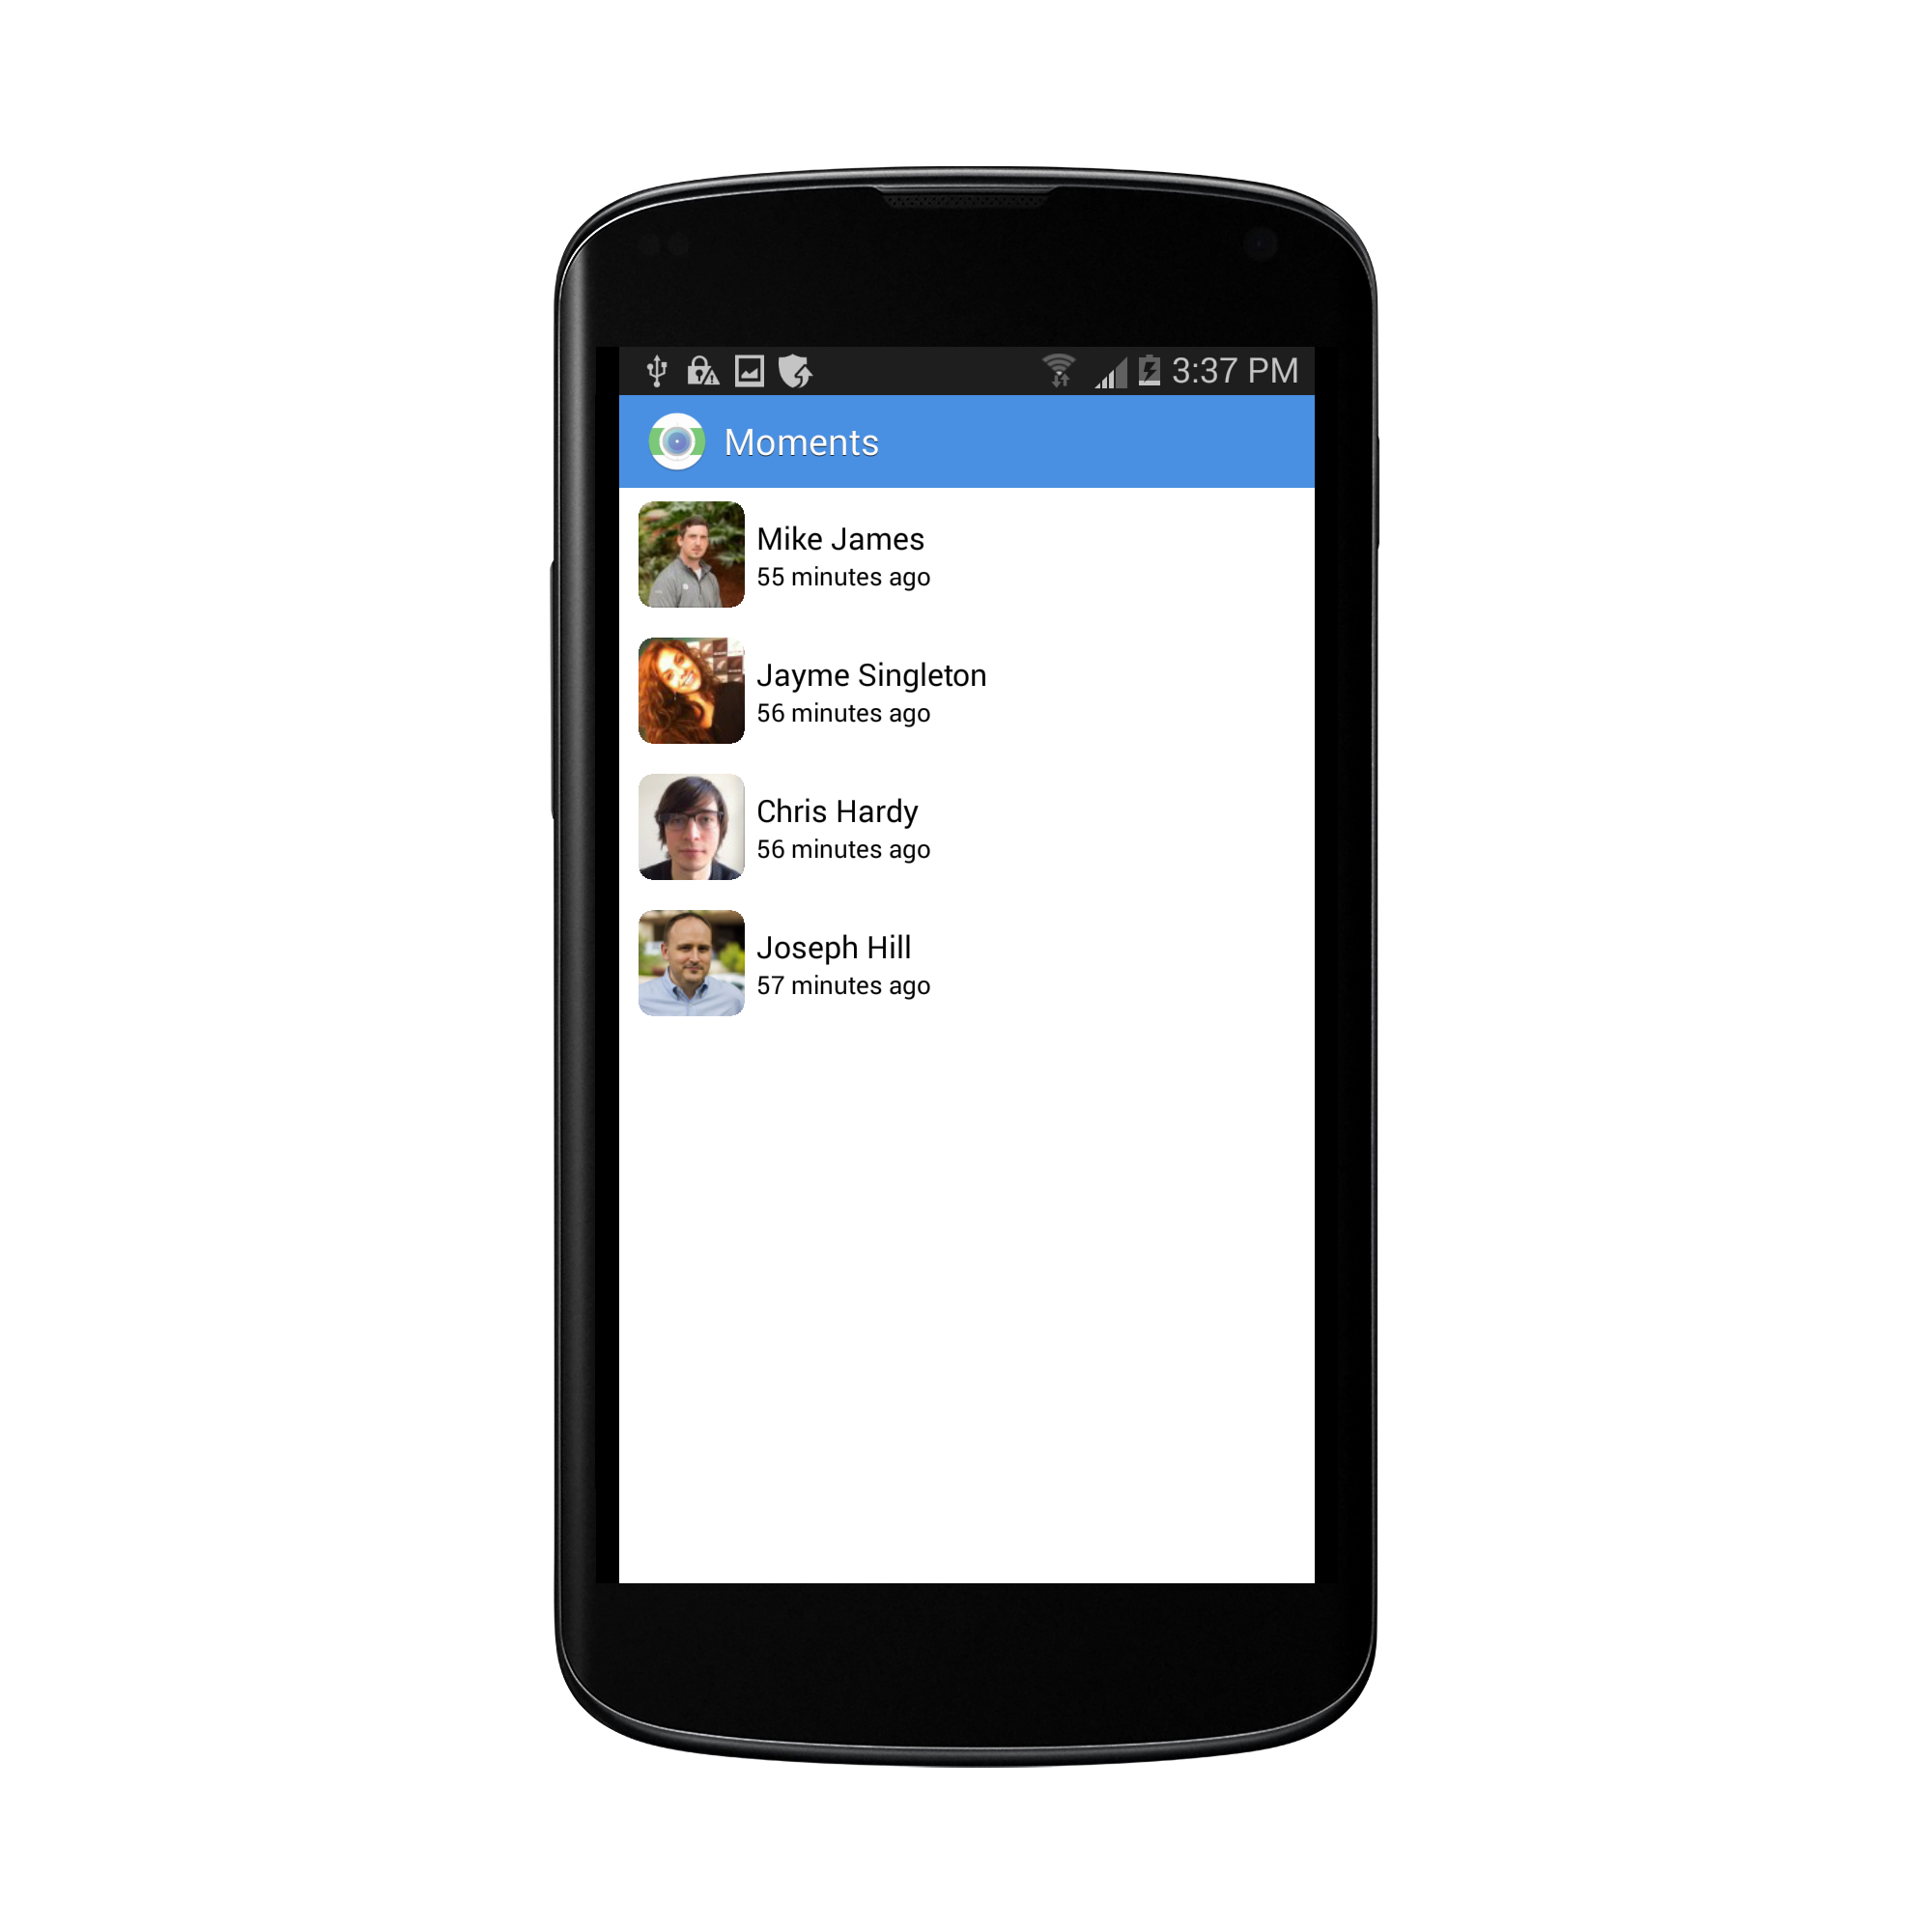 3:37 PM
Moments
Mike James
55 minutes ago
Jayme Singleton
56 minutes ago
Chris Hardy
56 minutes ago
Joseph Hill
57 minutes ago